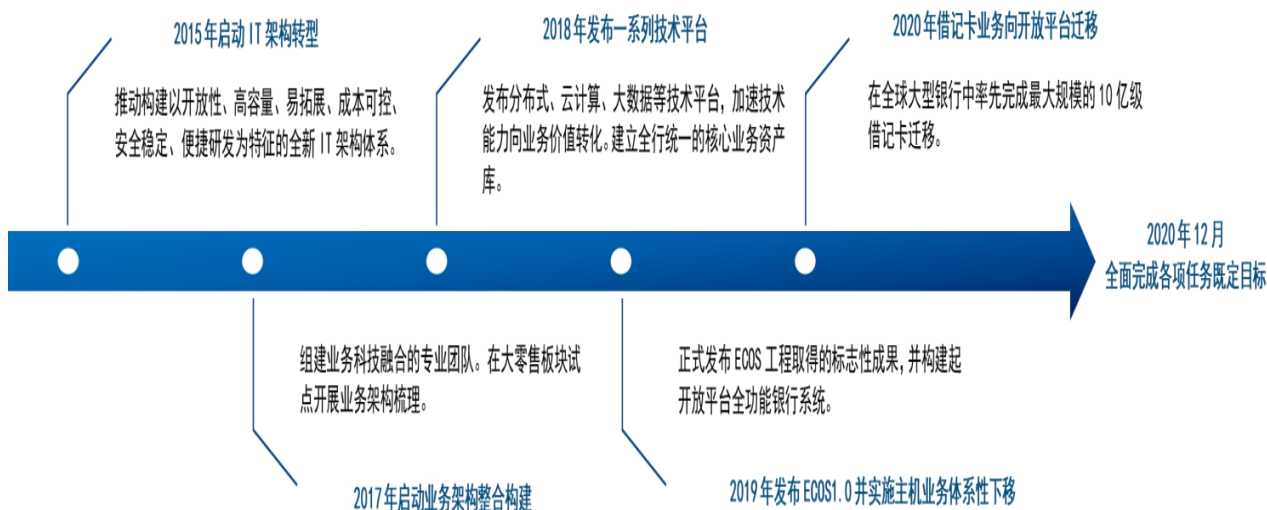 2015年启动IT架构转型
推动构建以开放性、高容量、易拓展、成本可控、
安全稳定、便捷研发为特征的全新IT架构体系。
2018年发布一系列技术平台
发布分布式、云计算、大数据等技术平台，加速技术
能力向业务价值转化。建立全行统一的核心业务资产
库。
2020年借记卡业务向开放平台迁移
在全球大型银行中率先完成最大规模的10亿级
借记卡迁移。
2020年12月
全面完成各项任务既定目标
组建业务科技融合的专业团队。在大零售板块试
点开展业务架构梳理。
2017年启动业务架构整合构建
正式发布ECOS工程取得的标志性成果，并构建起
开放平台全功能银行系统。
2019年发布ECOS1.0并实施主机业务体系性下移